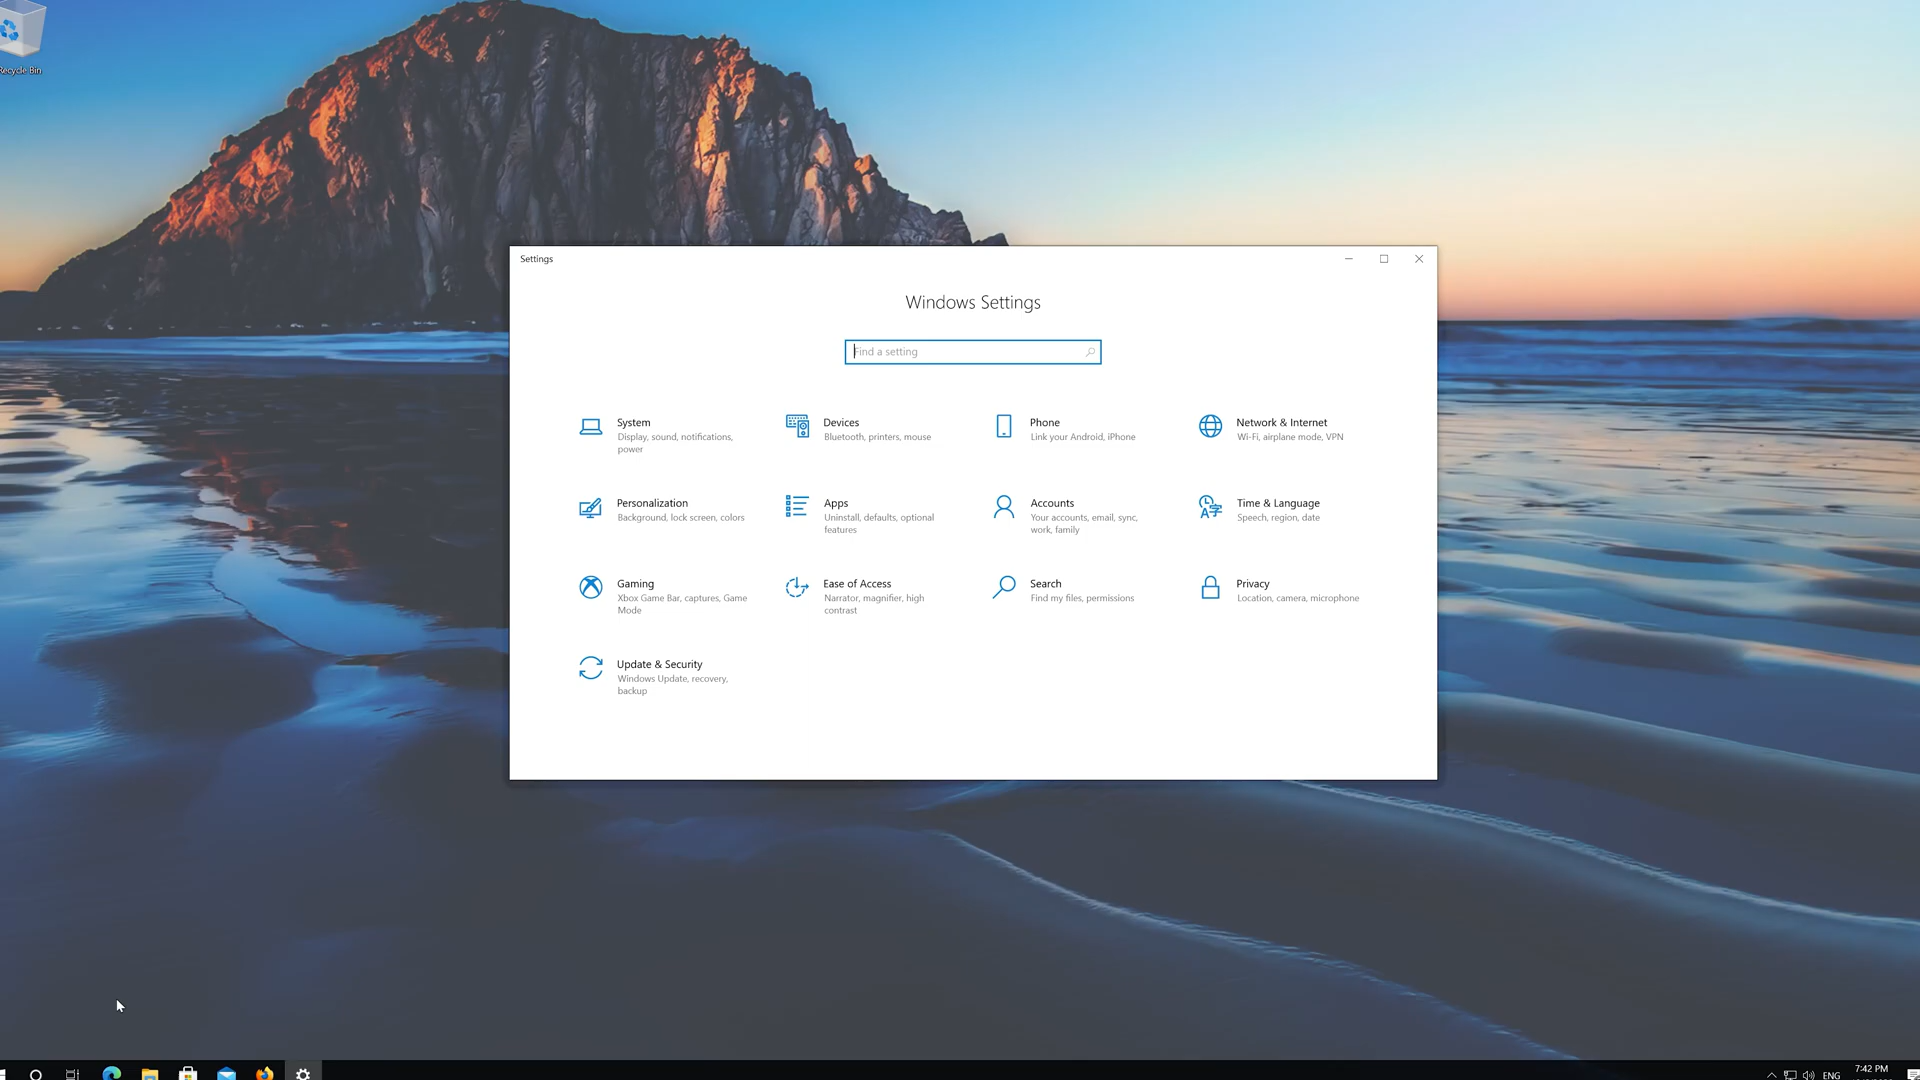 Recycle Bin
Settings
Windows Settings
Find a setting
System
Display, sound, notifications,
power
Devices
Bluetooth, printers, mouse
Phone
Link your Android, iPhone
Network & Internet
Wi-Fi, airplane mode, VPN
Personalization
Background, lock screen, colors
Apps
Uninstall, defaults, optional
features
Accounts
Your accounts, email, sync,
work, family
Time & Language
Speech, region, date
Gaming
Xbox Game Bar, captures, Game
Mode
Ease of Access
Narrator, magnifier, high
contrast
Search
Find my files, permissions
Privacy
Location, camera, microphone
Update & Security
Windows Update, recovery,
backup
ENG
7:42 PM